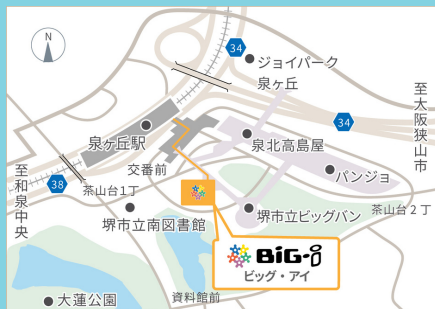 N
34
ジョイパーク
泉ヶ丘
34
至大阪狭山市
泉ヶ丘駅
泉北高島屋
交番前
パンジョ
至和泉中央
38
茶山台1丁
茶山台2丁
堺市立南図書館
堺市立ビッグバン
BiG-i
ビッグ・アイ
大蓮公園
資料館前